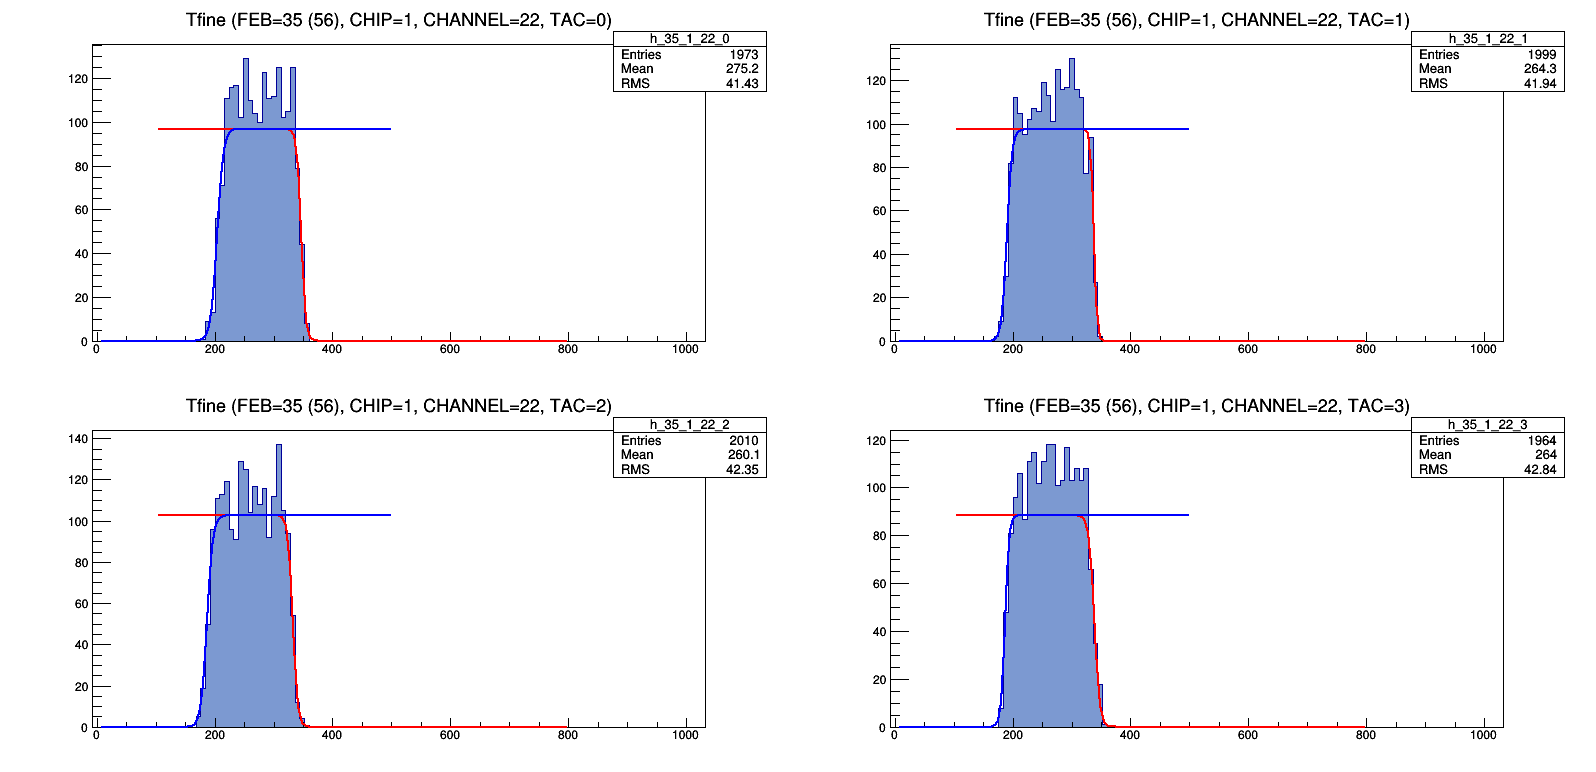 Tfine (FEB=35 (56), CHIP=1, CHANNEL=22, TAC=0)
h_35_1_22_0
Entries 1973
Mean 275.2
RMS 41.43
120
100
80
60
40
20
0
0 200 400 600 800 1000
Tfine (FEB=35 (56), CHIP=1, CHANNEL=22, TAC=1)
h_35_1_22_1
Entries 1999
Mean 264.3
RMS 41.94
120
100
80
60
40
20
0
0 200 400 600 800 1000
Tfine (FEB=35 (56), CHIP=1, CHANNEL=22, TAC=2)
h_35_1_22_2
Entries 2010
Mean 260.1
RMS 42.35
140
120
100
80
60
40
20
0
0 200 400 600 800 1000
Tfine (FEB=35 (56), CHIP=1, CHANNEL=22, TAC=3)
h_35_1_22_3
Entries 1964
Mean 264
RMS 42.84
120
100
80
60
40
20
0
0 200 400 600 800 1000